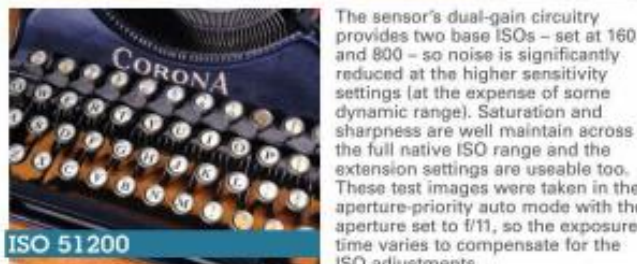 CORONA
ISO 51200
The sensor's dual-gain circuitry
provides two base ISOs – set at 160
and 800 – so noise is significantly
reduced at the higher sensitivity
settings (at the expense of some
dynamic range). Saturation and
sharpness are well maintain across
the full native ISO range and the
extension settings are useable too.
These test images were taken in the
aperture-priority auto mode with the
aperture set to f/11, so the exposure
time varies to compensate for the
ISO adjustments